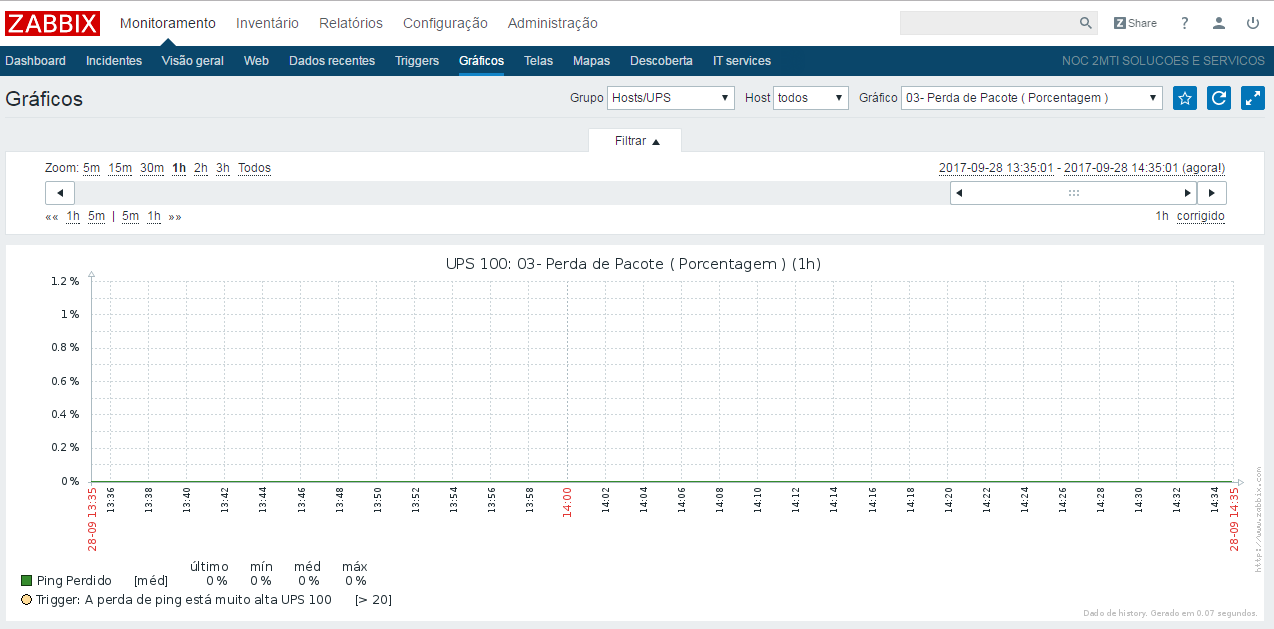 ZABBIX Monitoramento Inventário Relatórios Configuração Administração Z Share ?
Dashboard Incidentes Visão geral Web Dados recentes Triggers Gráficos Telas Mapas Descoberta IT services NOC 2MTI SOLUCOES E SERVICOS
Gráficos Grupo Hosts/UPS Host todos Gráfico 03- Perda de Pacote ( Porcentagem )
Filtrar
Zoom: 5m 15m 30m 1h 2h 3h Todos 2017-09-28 13:35:01 - 2017-09-28 14:35:01 (agora!)
«« 1h 5m | 5m 1h »» 1h corrigido
UPS 100: 03- Perda de Pacote ( Porcentagem ) (1h)
1.2 %
1 %
0.8 %
0.6 %
0.4 %
0.2 %
0 %
28-09 13:35 13:36 13:38 13:40 13:42 13:44 13:46 13:48 13:50 13:52 13:54 13:56 13:58 14:00 14:02 14:04 14:06 14:08 14:10 14:12 14:14 14:16 14:18 14:20 14:22 14:24 14:26 14:28 14:30 14:32 14:34 28-09 14:35
http://www.zabbix.com
último mín méd máx
Ping Perdido [méd] 0 % 0 % 0 % 0 %
Trigger: A perda de ping está muito alta UPS 100 [> 20]
Dado de history. Gerado em 0.07 segundos.